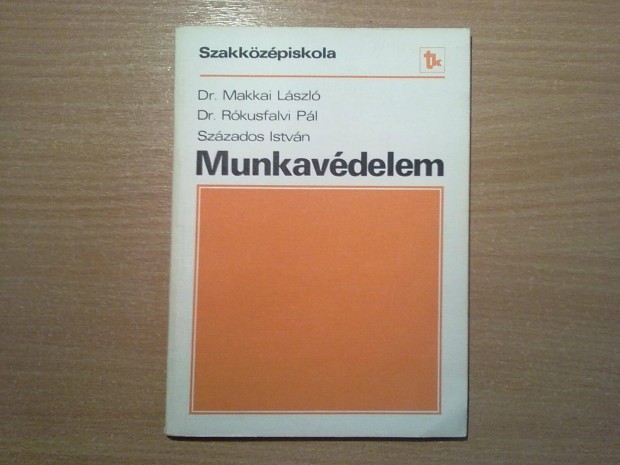 Szakközépiskola
tk
Dr. Makkai László
Dr. Rókusfalvi Pál
Százados István
Munkavédelem